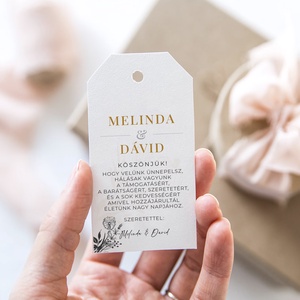 MELINDA
&
DÁVID
KÖSZÖNJÜK!
HOGY VELÜNK ÜNNEPELSZ,
HÁLÁSAK VAGYUNK
A TÁMOGATÁSÉRT,
A BARÁTSÁGÉRT, SZERETETÉRT,
ÉS A SOK KEDVESSÉGÉRT
AMIVEL HOZZÁJÁRULTÁL
ÉLETÜNK NAGY NAPJÁHOZ.
SZERETETTEL:
Melinda & Dávid